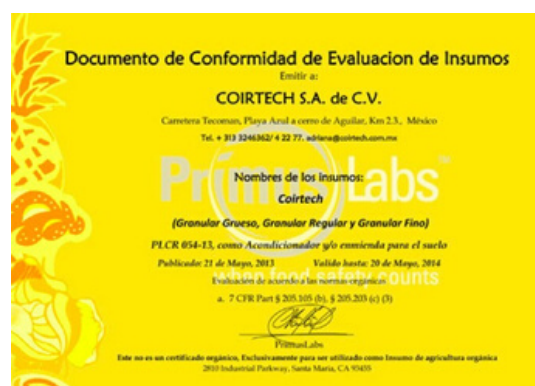 Documento de Conformidad de Evaluacion de Insumos
Emitir a:
COIRTECH S.A. de C.V.
Carretera Tecoman, Playa Azul a cerro de Aguilar, Km 2.3., México
Tel. + 313 3246362/ 4 22 77. adriana@coirtech.com.mx
PrimusLabs™
Nombres de los insumos:
Coirtech
(Granular Grueso, Granular Regular y Granular Fino)
PLCR 054-13, como Acondicionador y/o enmienda para el suelo
Publicado: 21 de Mayo, 2013 Valido hasta: 20 de Mayo, 2014
when food safety counts
Evaluación de acuerdo a las normas orgánicas
a. 7 CFR Part § 205.105 (b), § 205.203 (c) (3)
PrimusLabs
Este no es un certificado orgánico, Exclusivamente para ser utilizado como Insumo de agricultura orgánica
2810 Industrial Parkway, Santa Maria, CA 93455